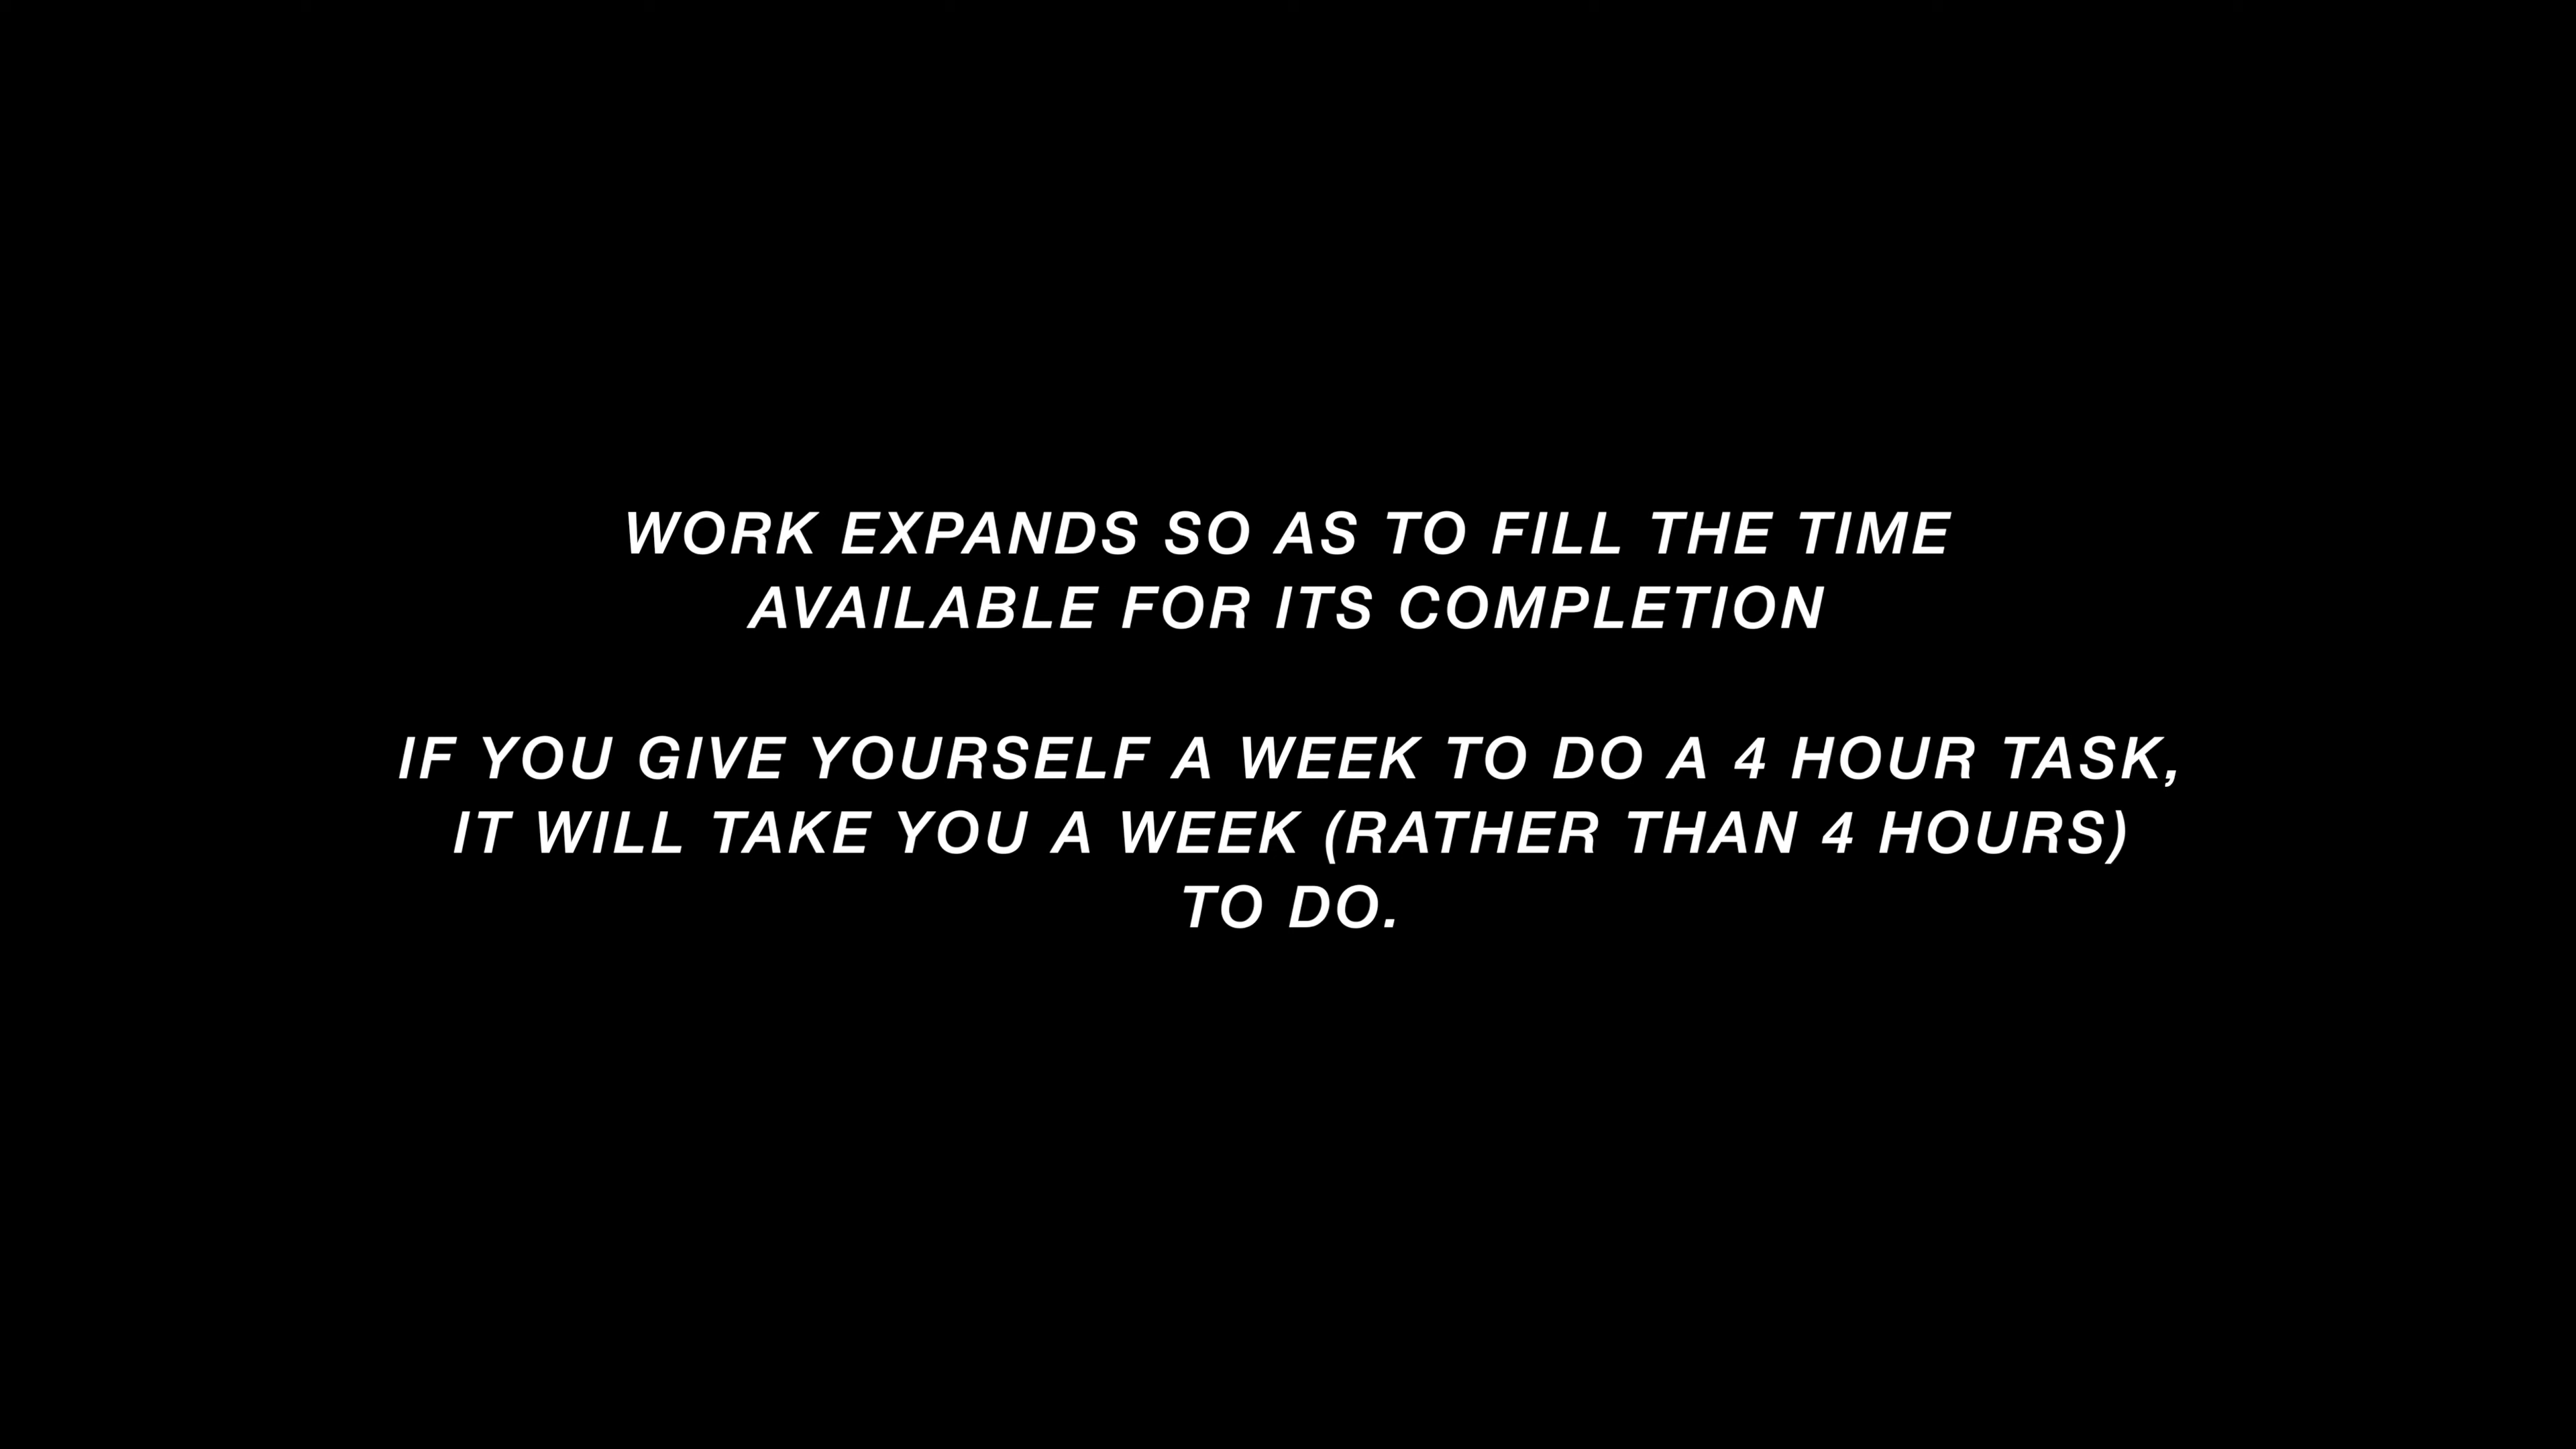 WORK EXPANDS SO AS TO FILL THE TIME
AVAILABLE FOR ITS COMPLETION
IF YOU GIVE YOURSELF A WEEK TO DO A 4 HOUR TASK,
IT WILL TAKE YOU A WEEK (RATHER THAN 4 HOURS)
TO DO.